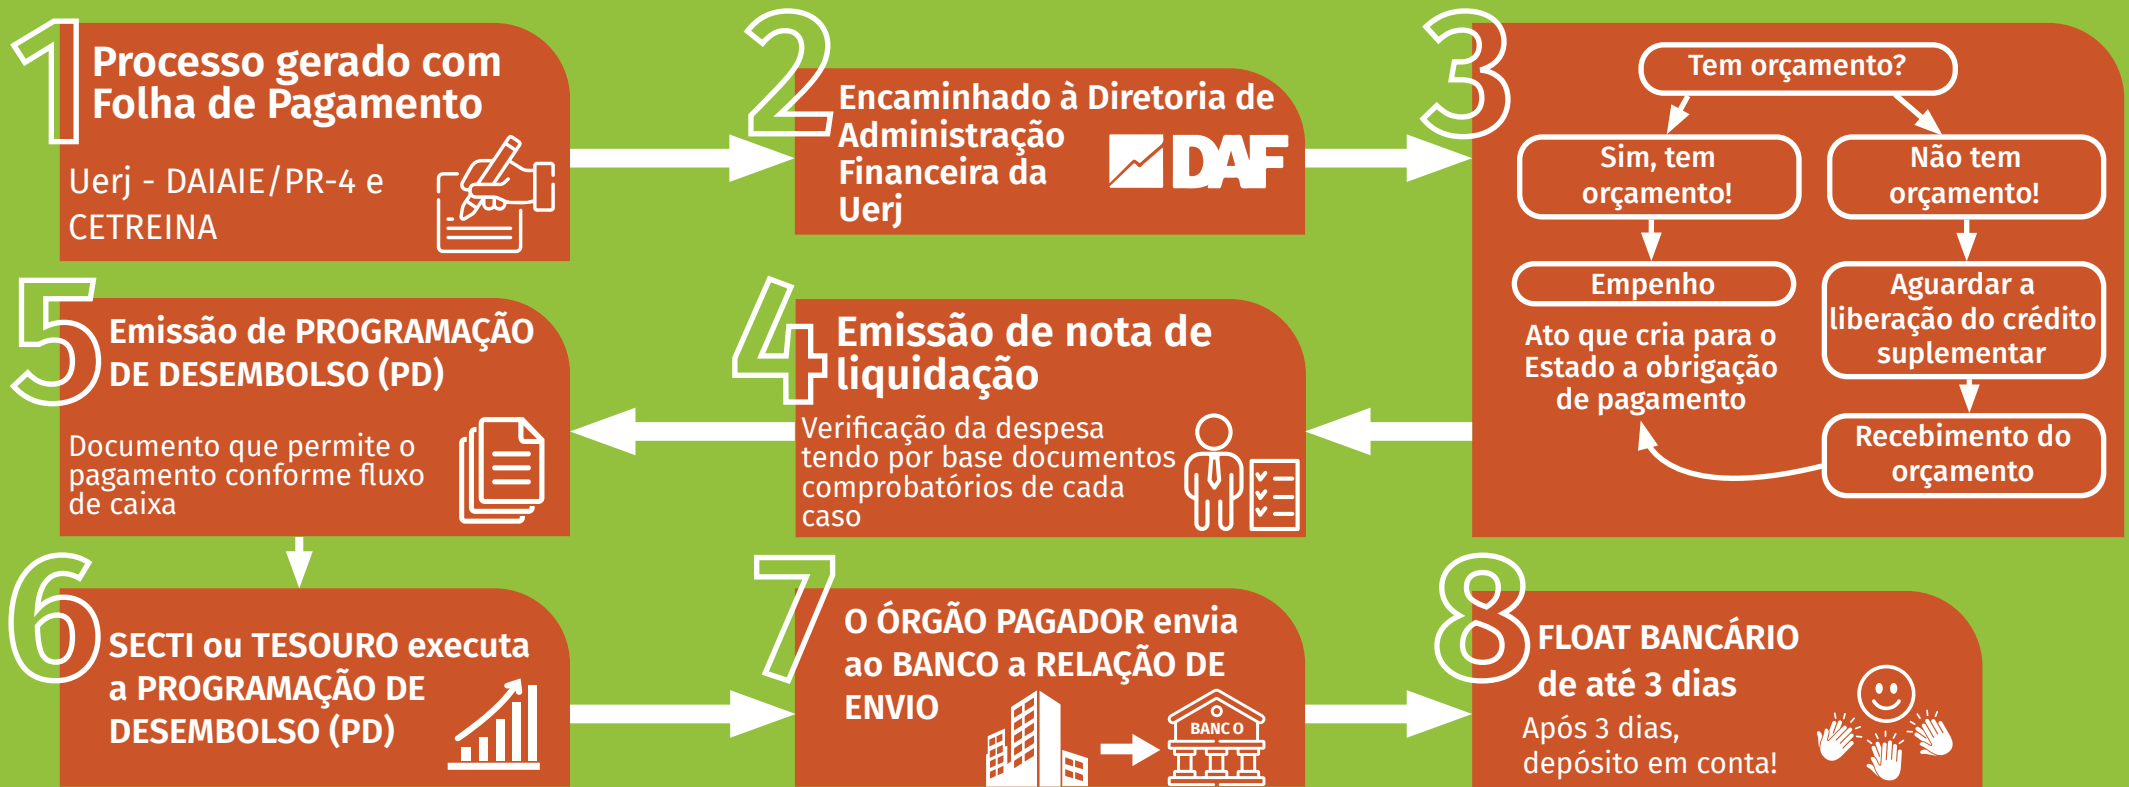 1
Processo gerado com
Folha de Pagamento
Uerj - DAIAIE/PR-4 e
CETREINA
2
Encaminhado à Diretoria de
Administração
Financeira da
Uerj
DAF
3
Tem orçamento?
Sim, tem
orçamento!
Não tem
orçamento!
Empenho
Ato que cria para o
Estado a obrigação
de pagamento
Aguardar a
liberação do crédito
suplementar
Recebimento do
orçamento
4
Emissão de nota de
liquidação
Verificação da despesa
tendo por base documentos
comprobatórios de cada
caso
5
Emissão de PROGRAMAÇÃO
DE DESEMBOLSO (PD)
Documento que permite o
pagamento conforme fluxo
de caixa
6
SECTI ou TESOURO executa
a PROGRAMAÇÃO DE
DESEMBOLSO (PD)
7
O ÓRGÃO PAGADOR envia
ao BANCO a RELAÇÃO DE
ENVIO
BANCO
8
FLOAT BANCÁRIO
de até 3 dias
Após 3 dias,
depósito em conta!